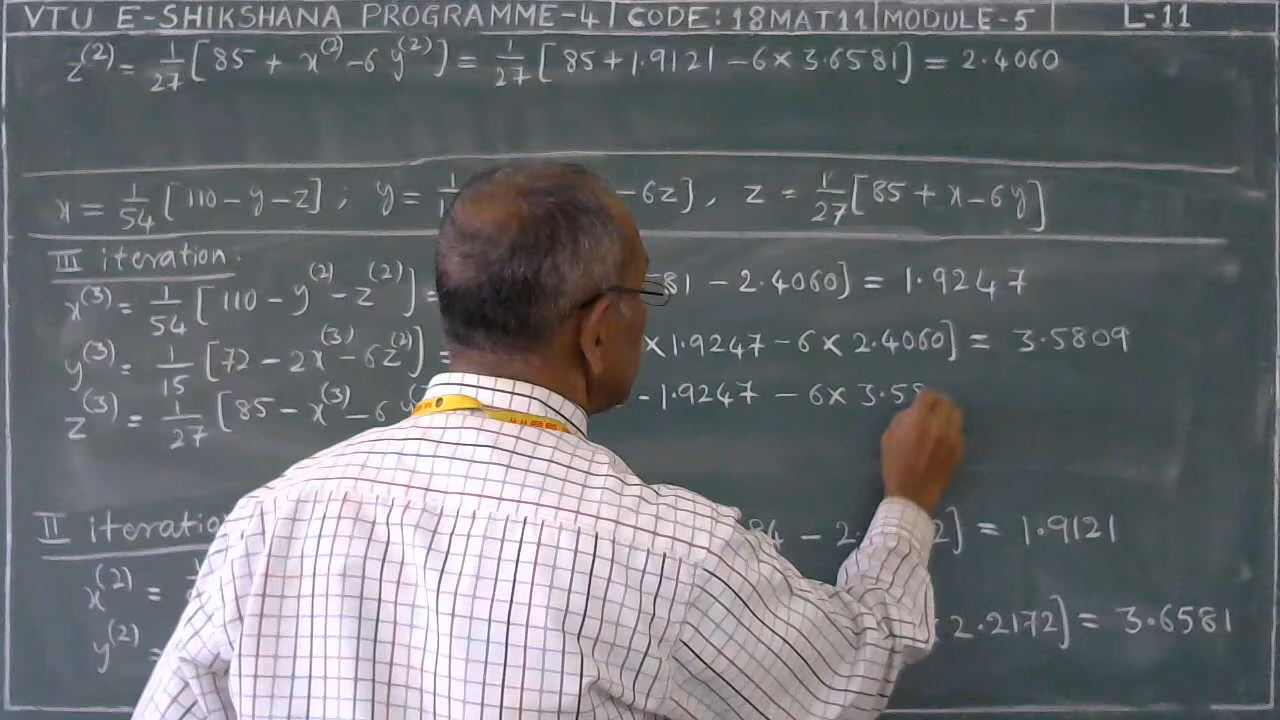 VTU E-SHIKSHANA PROGRAMME-4 | CODE: 18MAT11 | MODULE-5 | L-11
z^(2) = 1/27 [85 + x^(2) - 6 y^(2)] = 1/27 [85 + 1.9121 - 6 × 3.6581] = 2.4060
x = 1/54 [110 - y - z] ; y = 1/1 - 6z] , z = 1/27 [85 + x - 6y]
III iteration.
x^(3) = 1/54 [110 - y^(2) - z^(2)] = 581 - 2.4060] = 1.9247
y^(3) = 1/15 [72 - 2x^(3) - 6z^(2)] = × 1.9247 - 6 × 2.4060] = 3.5809
z^(3) = 1/27 [85 - x^(3) - 6 y - 1.9247 - 6 × 3.58
II iteration 84 - 2. 2] = 1.9121
x^(2) =
y^(2) = × 2.2172] = 3.6581